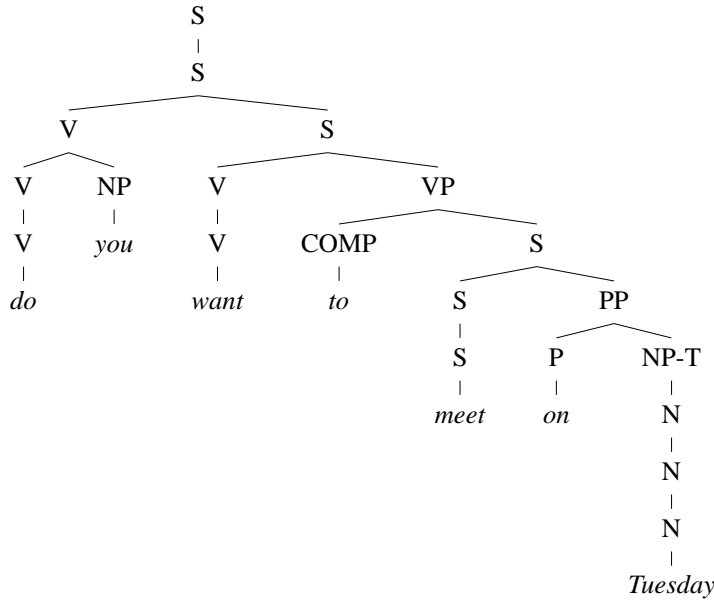 S
S
V S
V NP V VP
V you V COMP S
do want to S PP
S P NP-T
meet on N
N
N
Tuesday